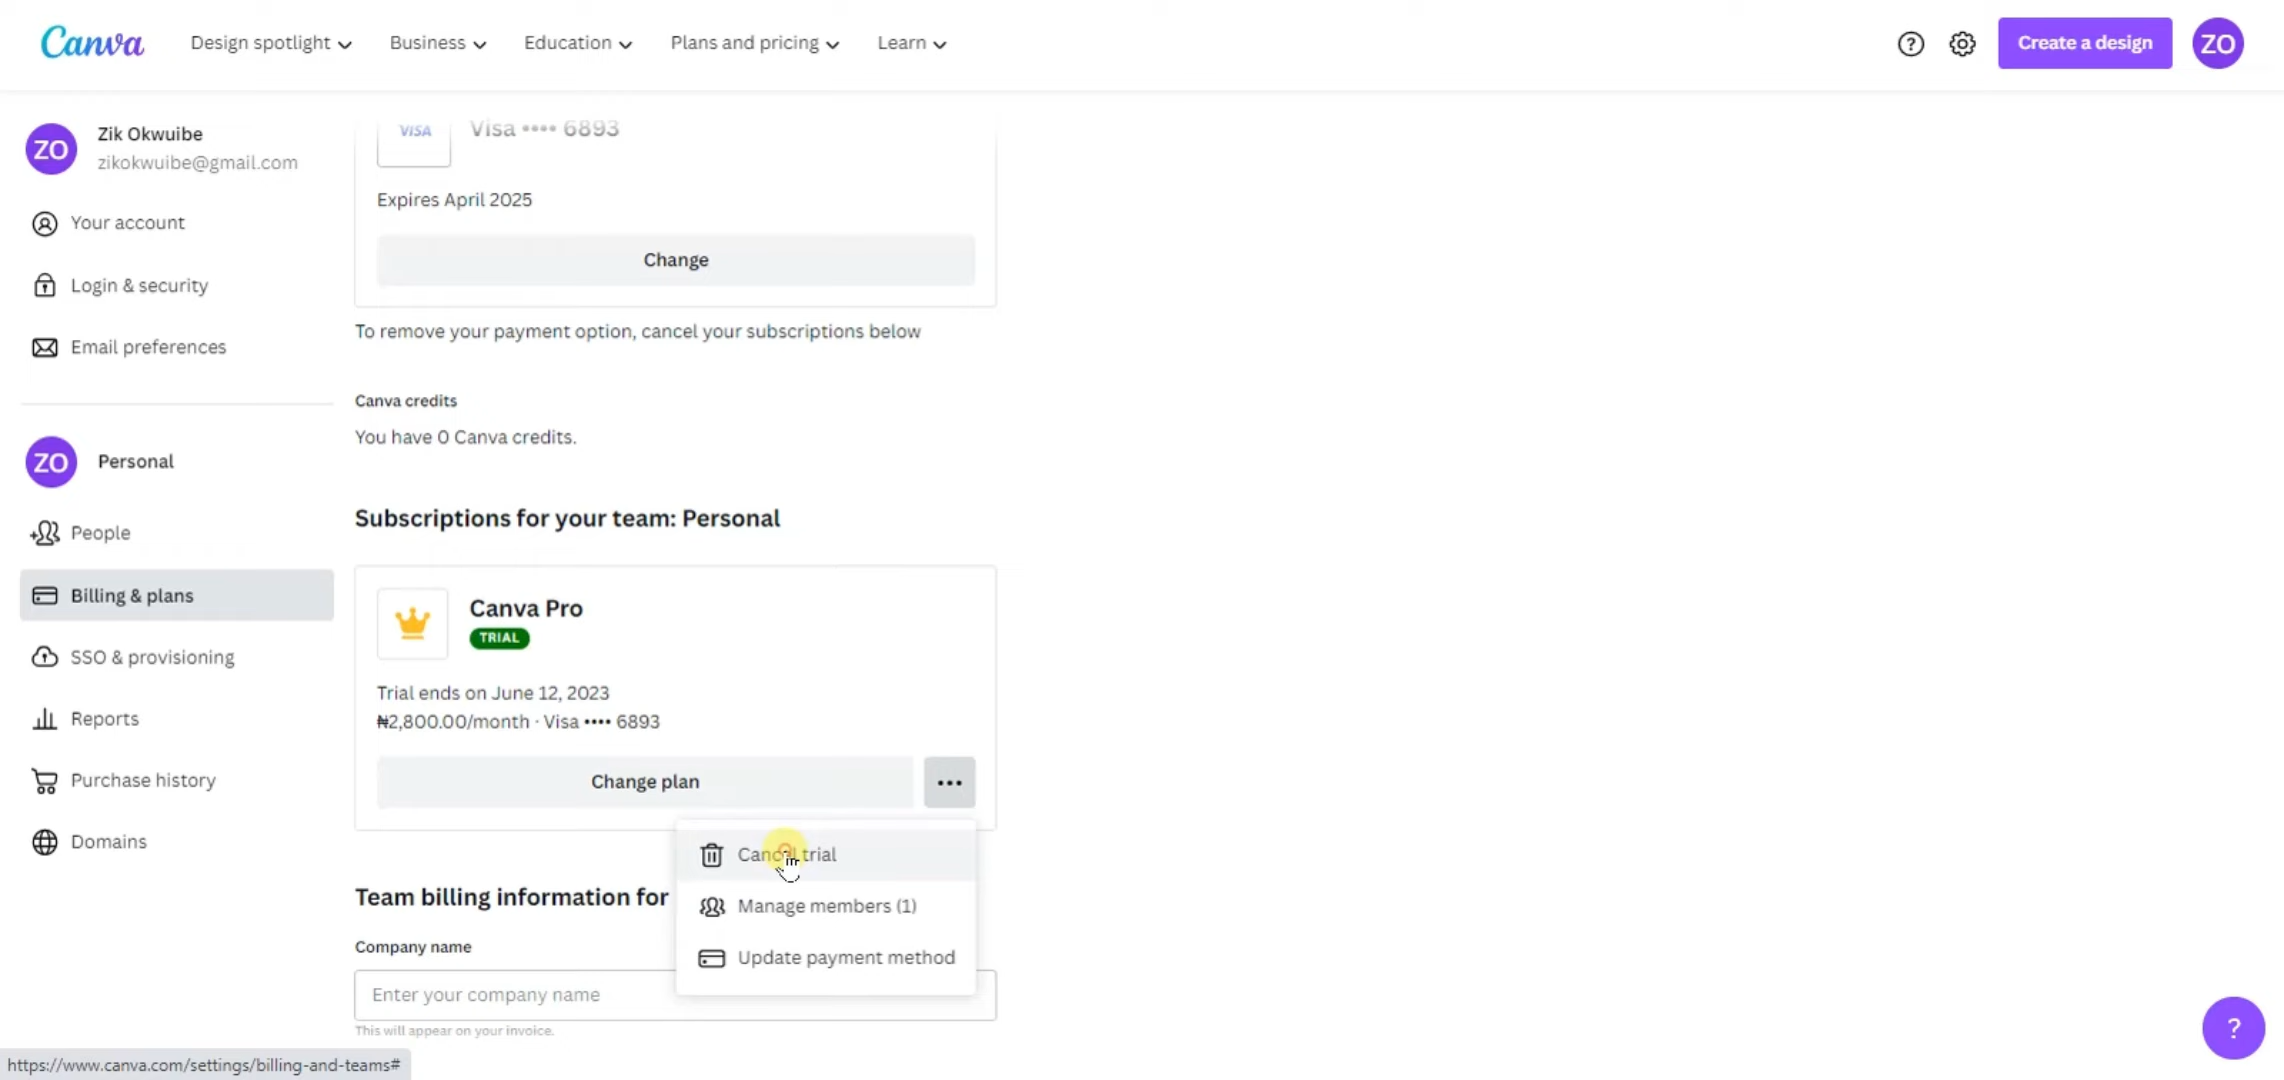 Canva
Design spotlight
Business
Education
Plans and pricing
Learn
Create a design
ZO
ZO
Zik Okwuibe
zikokwuibe@gmail.com
Your account
Login & security
Email preferences
ZO
Personal
People
Billing & plans
SSO & provisioning
Reports
Purchase history
Domains
VISA
Visa •••• 6893
Expires April 2025
Change
To remove your payment option, cancel your subscriptions below
Canva credits
You have 0 Canva credits.
Subscriptions for your team: Personal
Canva Pro
TRIAL
Trial ends on June 12, 2023
₦2,800.00/month · Visa •••• 6893
Change plan
•••
Cancel trial
Manage members (1)
Update payment method
Team billing information for
Company name
Enter your company name
This will appear on your invoice.
?
https://www.canva.com/settings/billing-and-teams#